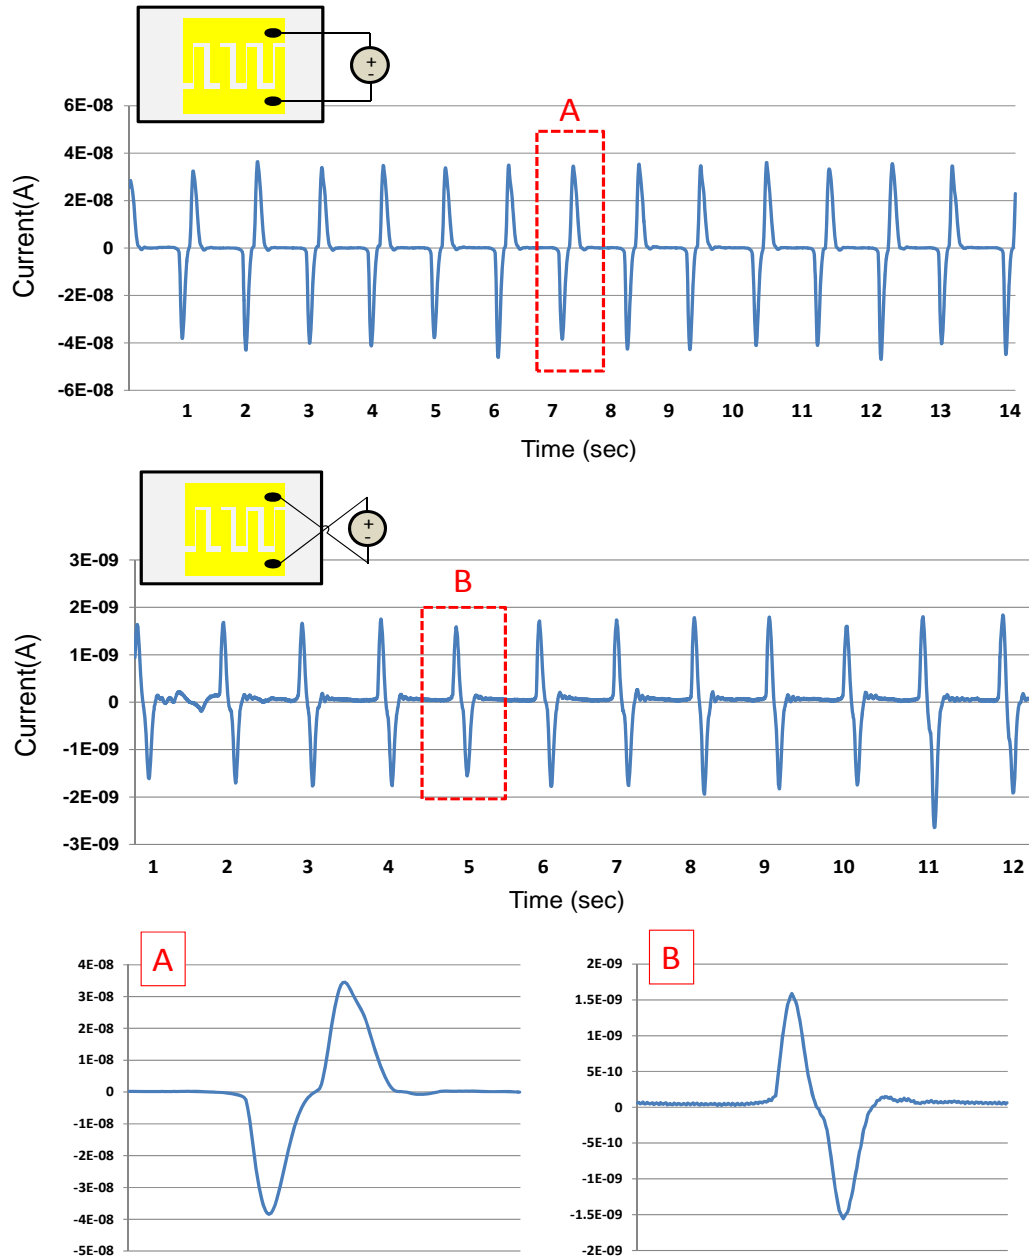 +
-
A
6E-08
4E-08
2E-08
0
-2E-08
-4E-08
-6E-08
Current(A)
1 2 3 4 5 6 7 8 9 10 11 12 13 14
Time (sec)
+
-
B
3E-09
2E-09
1E-09
0
-1E-09
-2E-09
-3E-09
Current(A)
1 2 3 4 5 6 7 8 9 10 11 12
Time (sec)
A
4E-08
3E-08
2E-08
1E-08
0
-1E-08
-2E-08
-3E-08
-4E-08
-5E-08
B
2E-09
1.5E-09
1E-09
5E-10
0
-5E-10
-1E-09
-1.5E-09
-2E-09